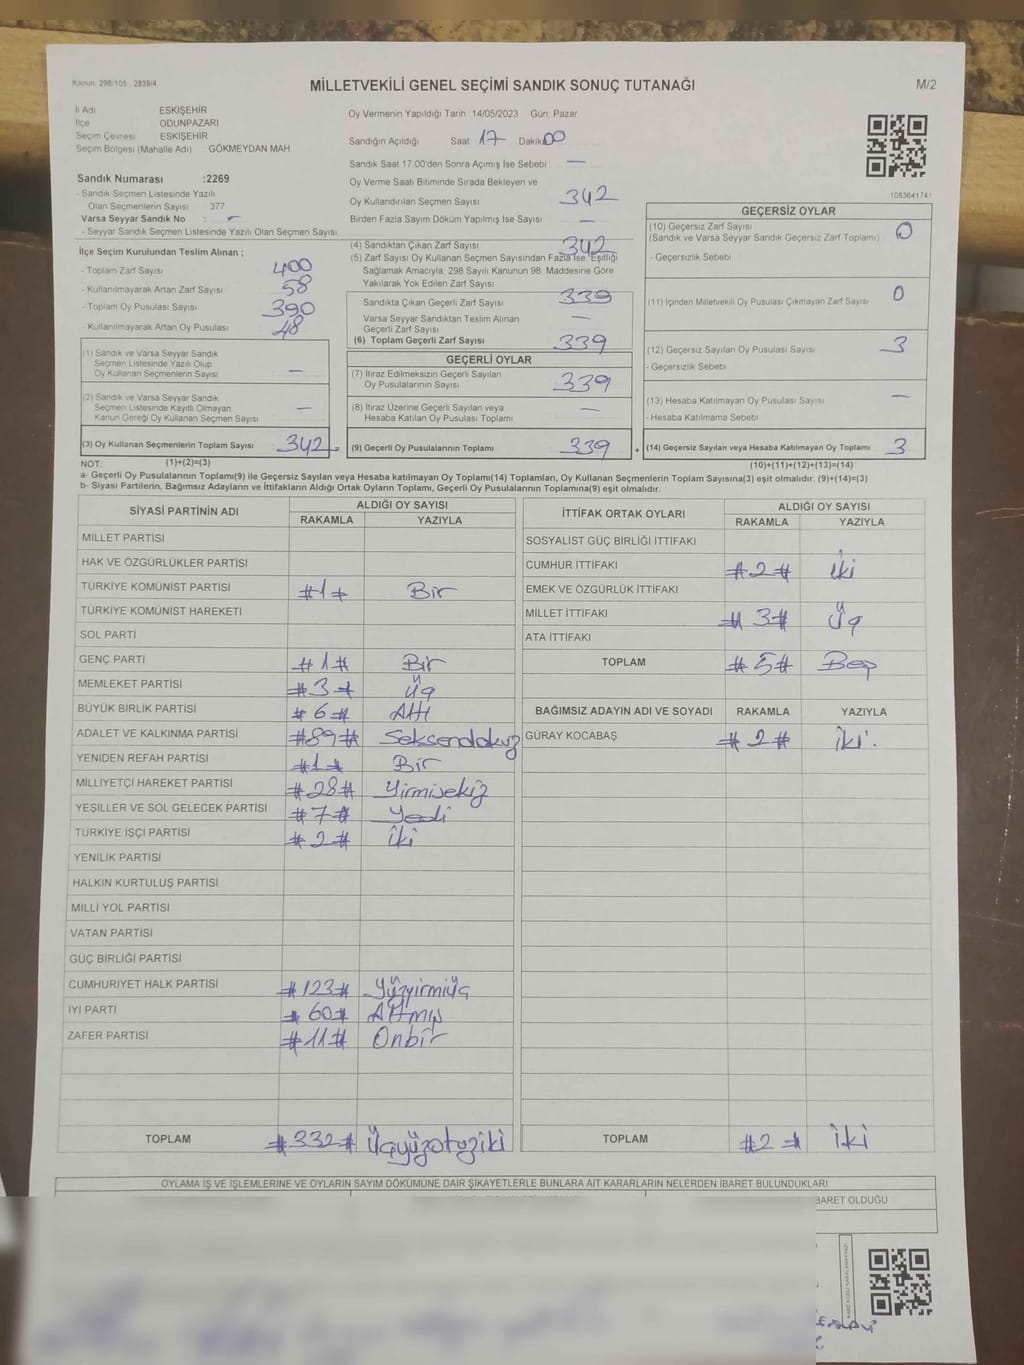 Kanun: 298/105 2839/4
MİLLETVEKİLİ GENEL SEÇİMİ SANDIK SONUÇ TUTANAĞI
M/2
İl Adı ESKİŞEHİR
İlçe ODUNPAZARI
Seçim Çevresi ESKİŞEHİR
Seçim Bölgesi (Mahalle Adı) : GÖKMEYDAN MAH.
Sandık Numarası :2269
- Sandık Seçmen Listesinde Yazılı
Olan Seçmenlerin Sayısı 377
Varsa Seyyar Sandık No : -
- Seyyar Sandık Seçmen Listesinde Yazılı Olan Seçmen Sayısı:
İlçe Seçim Kurulundan Teslim Alınan ;
- Toplam Zarf Sayısı 400
- Kullanılmayarak Artan Zarf Sayısı 58
- Toplam Oy Pusulası Sayısı 390
- Kullanılmayarak Artan Oy Pusulası 48
(1) Sandık ve Varsa Seyyar Sandık
Seçmen Listesinde Yazılı Olup
Oy Kullanan Seçmenlerin Sayısı -
(2) Sandık ve Varsa Seyyar Sandık
Seçmen Listesinde Kayıtlı Olmayan
Kanun Gereği Oy Kullanan Seçmen Sayısı -
(3) Oy Kullanan Seçmenlerin Toplam Sayısı 342 =
Oy Vermenin Yapıldığı Tarih : 14/05/2023 Gün: Pazar
Sandığın Açıldığı Saat: 17 Dakika: 00
Sandık Saat 17:00'den Sonra Açımış İse Sebebi -
Oy Verme Saati Bitiminde Sırada Bekleyen ve
Oy Kullandırılan Seçmen Sayısı 342
Birden Fazla Sayım Döküm Yapılmış İse Sayısı -
(4) Sandıktan Çıkan Zarf Sayısı 342
(5) Zarf Sayısı Oy Kullanan Seçmen Sayısından Fazla İse, Eşitliği
Sağlamak Amacıyla, 298 Sayılı Kanunun 98. Maddesine Göre
Yakılarak Yok Edilen Zarf Sayısı
Sandıkta Çıkan Geçerli Zarf Sayısı 339
Varsa Seyyar Sandıktan Teslim Alınan
Geçerli Zarf Sayısı -
(6) Toplam Geçerli Zarf Sayısı 339
GEÇERLİ OYLAR
(7) İtiraz Edilmeksizin Geçerli Sayılan
Oy Pusulalarının Sayısı 339
(8) İtiraz Üzerine Geçerli Sayılan veya
Hesaba Katılan Oy Pusulası Toplamı -
(9) Geçerli Oy Pusulalarının Toplamı 339 +
1083641741
GEÇERSİZ OYLAR
(10) Geçersiz Zarf Sayısı 0
(Sandık ve Varsa Seyyar Sandık Geçersiz Zarf Toplamı)
- Geçersizlik Sebebi
(11) İçinden Milletvekili Oy Pusulası Çıkmayan Zarf Sayısı 0
(12) Geçersiz Sayılan Oy Pusulası Sayısı 3
- Geçersizlik Sebebi
(13) Hesaba Katılmayan Oy Pusulası Sayısı -
- Hesaba Katılmama Sebebi
(14) Geçersiz Sayılan veya Hesaba Katılmayan Oy Toplamı 3
NOT: (1)+(2)=(3) (10)+(11)+(12)+(13)=(14)
a- Geçerli Oy Pusulalarının Toplamı(9) ile Geçersiz Sayılan veya Hesaba katılmayan Oy Toplamı(14) Toplamları, Oy Kullanan Seçmenlerin Toplam Sayısına(3) eşit olmalıdır. (9)+(14)=(3)
b- Siyasi Partilerin, Bağımsız Adayların ve İttifakların Aldığı Ortak Oyların Toplamı, Geçerli Oy Pusulalarının Toplamına(9) eşit olmalıdır.
SİYASİ PARTİNİN ADI ALDIĞI OY SAYISI
RAKAMLA YAZIYLA
MİLLET PARTİSİ
HAK VE ÖZGÜRLÜKLER PARTİSİ
TÜRKİYE KOMÜNİST PARTİSİ #1# Bir
TÜRKİYE KOMÜNİST HAREKETİ
SOL PARTİ
GENÇ PARTİ #1# Bir
MEMLEKET PARTİSİ #3# Üç
BÜYÜK BİRLİK PARTİSİ #6# Altı
ADALET VE KALKINMA PARTİSİ #89# Seksendokuz
YENİDEN REFAH PARTİSİ #1# Bir
MİLLİYETÇİ HAREKET PARTİSİ #28# Yirmisekiz
YEŞİLLER VE SOL GELECEK PARTİSİ #7# Yedi
TÜRKİYE İŞÇİ PARTİSİ #2# İki
YENİLİK PARTİSİ
HALKIN KURTULUŞ PARTİSİ
MİLLİ YOL PARTİSİ
VATAN PARTİSİ
GÜÇ BİRLİĞİ PARTİSİ
CUMHURİYET HALK PARTİSİ #123# Yüzyirmiüç
İYİ PARTİ #60# Altmış
ZAFER PARTİSİ #11# Onbir
TOPLAM #332# Üçyüzotuziki
İTTİFAK ORTAK OYLARI ALDIĞI OY SAYISI
RAKAMLA YAZIYLA
SOSYALİST GÜÇ BİRLİĞİ İTTİFAKI
CUMHUR İTTİFAKI #2# İki
EMEK VE ÖZGÜRLÜK İTTİFAKI
MİLLET İTTİFAKI # 3# Üç
ATA İTTİFAKI
TOPLAM #5# Beş
BAĞIMSIZ ADAYIN ADI VE SOYADI RAKAMLA YAZIYLA
GÜRAY KOCABAŞ #2# İki.
TOPLAM #2# İki
OYLAMA İŞ VE İŞLEMLERİNE VE OYLARIN SAYIM DÖKÜMÜNE DAİR ŞİKAYETLERLE BUNLARA AİT KARARLARIN NELERDEN İBARET BULUNDUKLARI
BARET OLDUĞU